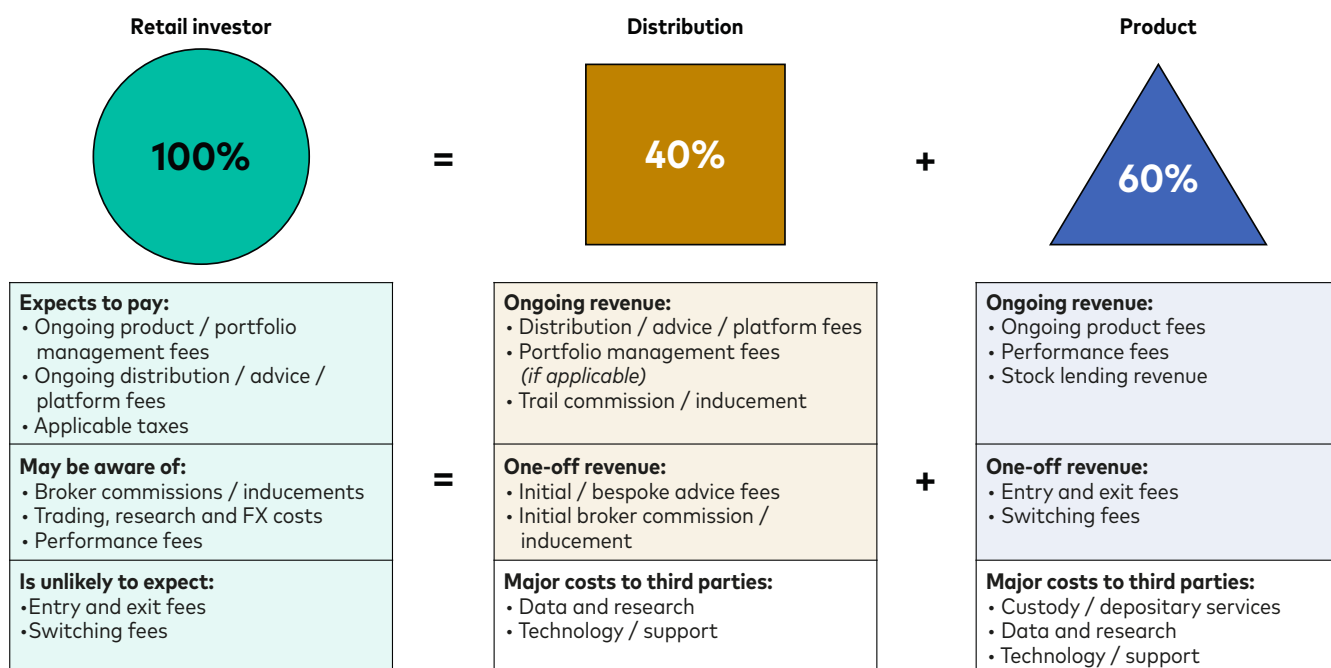 Retail investor
Distribution
Product
100%
=
40%
+
60%
Expects to pay:
• Ongoing product / portfolio
management fees
• Ongoing distribution / advice /
platform fees
• Applicable taxes
Ongoing revenue:
• Distribution / advice / platform fees
• Portfolio management fees
(if applicable)
• Trail commission / inducement
Ongoing revenue:
• Ongoing product fees
• Performance fees
• Stock lending revenue
May be aware of:
• Broker commissions / inducements
• Trading, research and FX costs
• Performance fees
=
One-off revenue:
• Initial / bespoke advice fees
• Initial broker commission /
inducement
+
One-off revenue:
• Entry and exit fees
• Switching fees
Is unlikely to expect:
•Entry and exit fees
•Switching fees
Major costs to third parties:
• Data and research
• Technology / support
Major costs to third parties:
• Custody / depositary services
• Data and research
• Technology / support